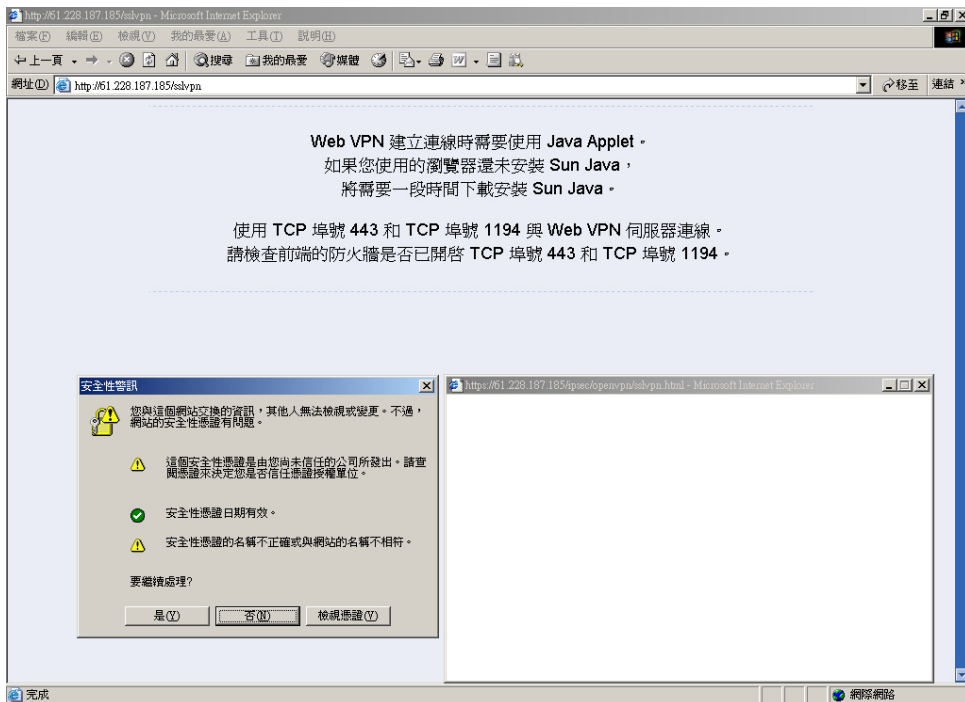 http://61.228.187.185/sslvpn - Microsoft Internet Explorer
檔案(F) 編輯(E) 檢視(V) 我的最愛(A) 工具(T) 說明(H)
上一頁 搜尋 我的最愛 媒體
網址(D) http://61.228.187.185/sslvpn 移至 連結 »
Web VPN 建立連線時需要使用 Java Applet。
如果您使用的瀏覽器還未安裝 Sun Java，
將需要一段時間下載安裝 Sun Java。
使用 TCP 埠號 443 和 TCP 埠號 1194 與 Web VPN 伺服器連線。
請檢查前端的防火牆是否已開啓 TCP 埠號 443 和 TCP 埠號 1194。
安全性警訊
您與這個網站交換的資訊，其他人無法檢視或變更。不過，
網站的安全性憑證有問題。
這個安全性憑證是由您尚未信任的公司所發出。請查
閱憑證來決定您是否信任憑證授權單位。
安全性憑證日期有效。
安全性憑證的名稱不正確或與網站的名稱不相符。
要繼續處理?
是(Y) 否(N) 檢視憑證(V)
https://61.228.187.185/ipsec/openvpn/sslvpn.html - Microsoft Internet Explorer
完成 網際網路